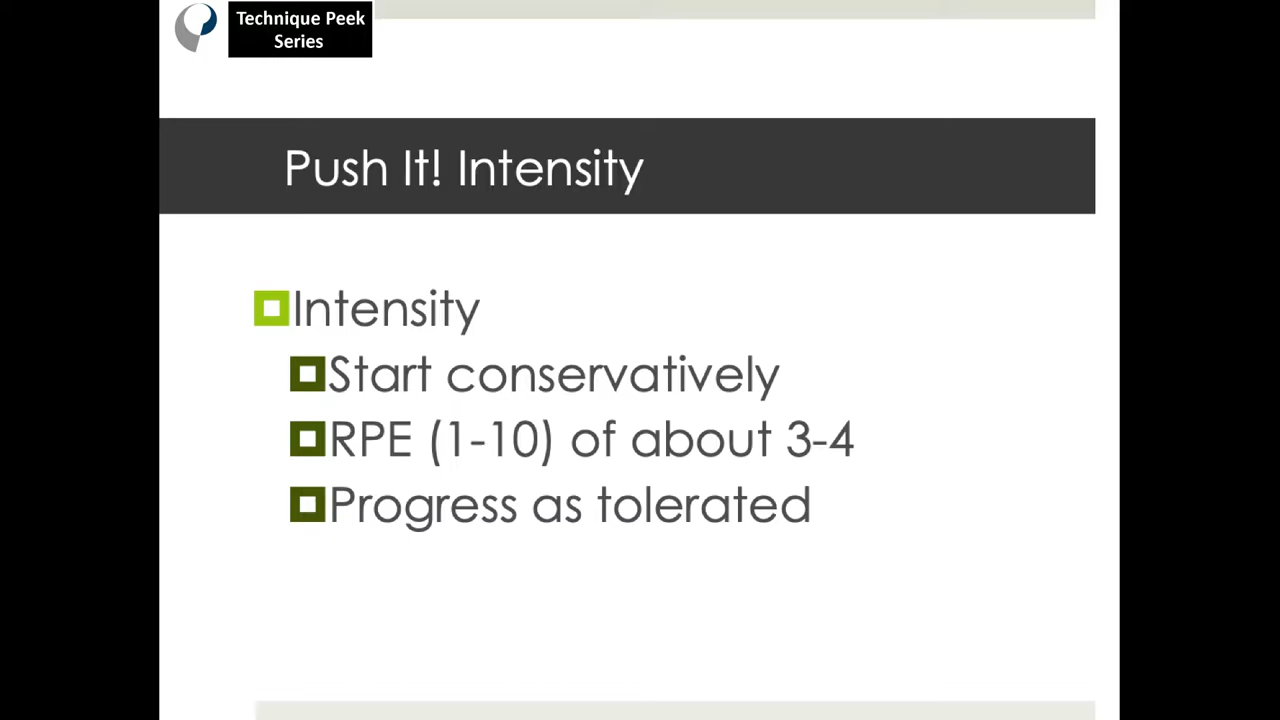 Technique Peek
Series
Push It! Intensity
Intensity
Start conservatively
RPE (1-10) of about 3-4
Progress as tolerated